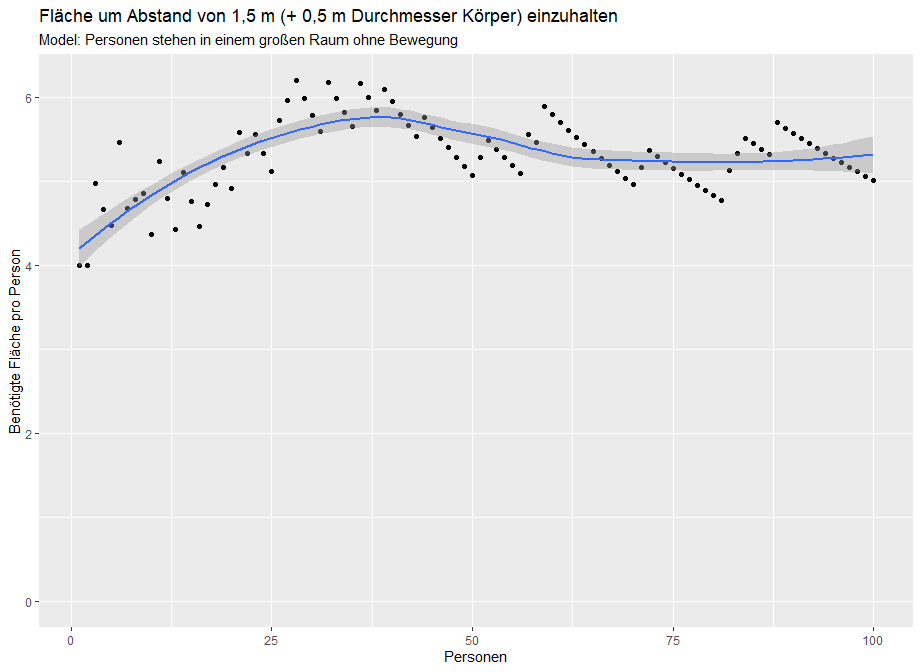 Fläche um Abstand von 1,5 m (+ 0,5 m Durchmesser Körper) einzuhalten
Model: Personen stehen in einem großen Raum ohne Bewegung
Benötigte Fläche pro Person
6
4
2
0
0 25 50 75 100
Personen